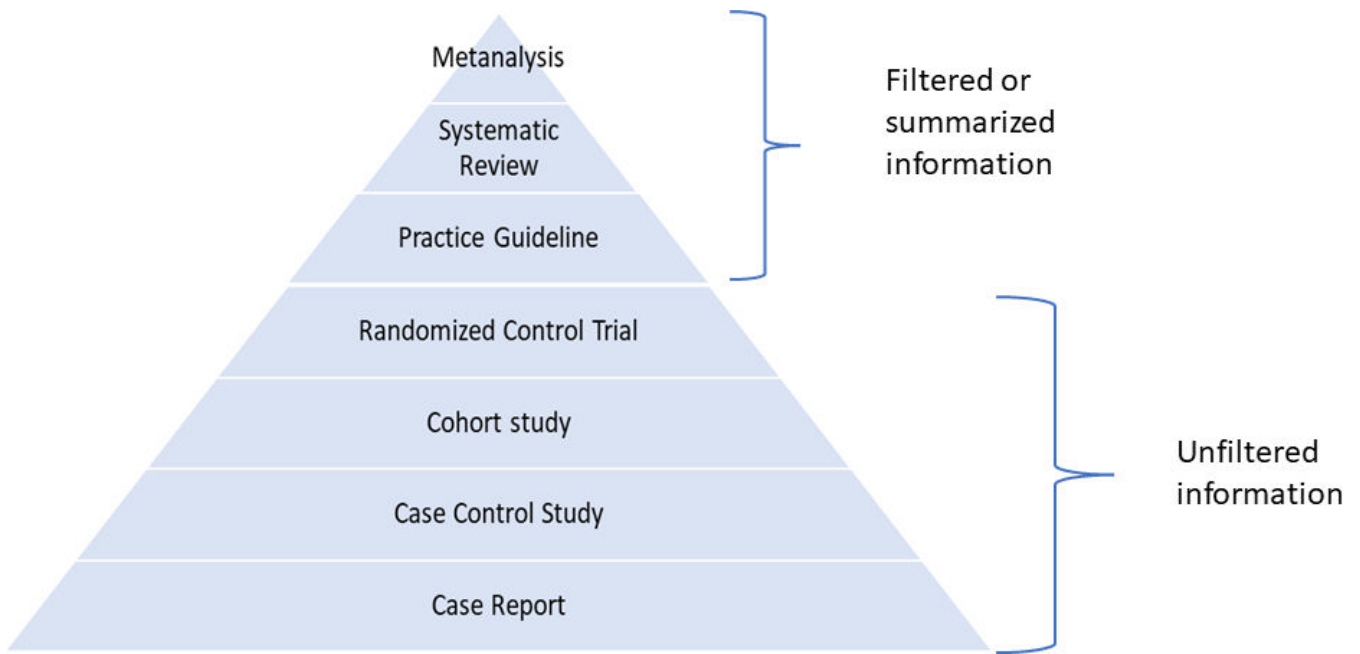 Metanalysis
Systematic
Review
Practice Guideline
Randomized Control Trial
Cohort study
Case Control Study
Case Report
Filtered or
summarized
information
Unfiltered
information